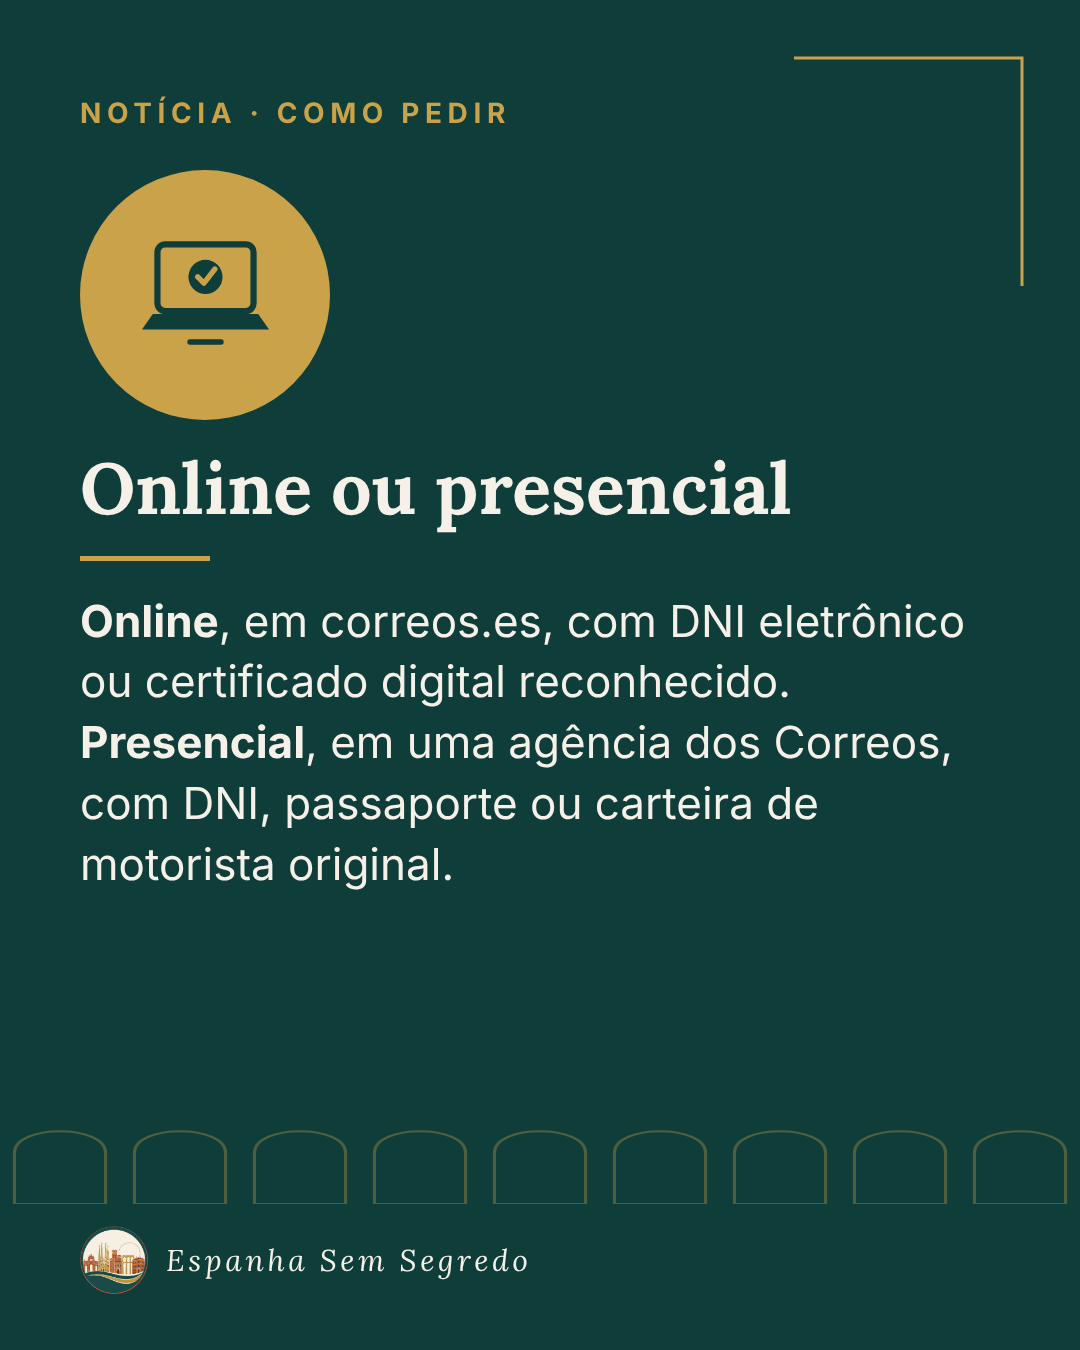 NOTÍCIA · COMO PEDIR
Online ou presencial
Online, em correos.es, com DNI eletrônico
ou certificado digital reconhecido.
Presencial, em uma agência dos Correos,
com DNI, passaporte ou carteira de
motorista original.
Espanha Sem Segredo